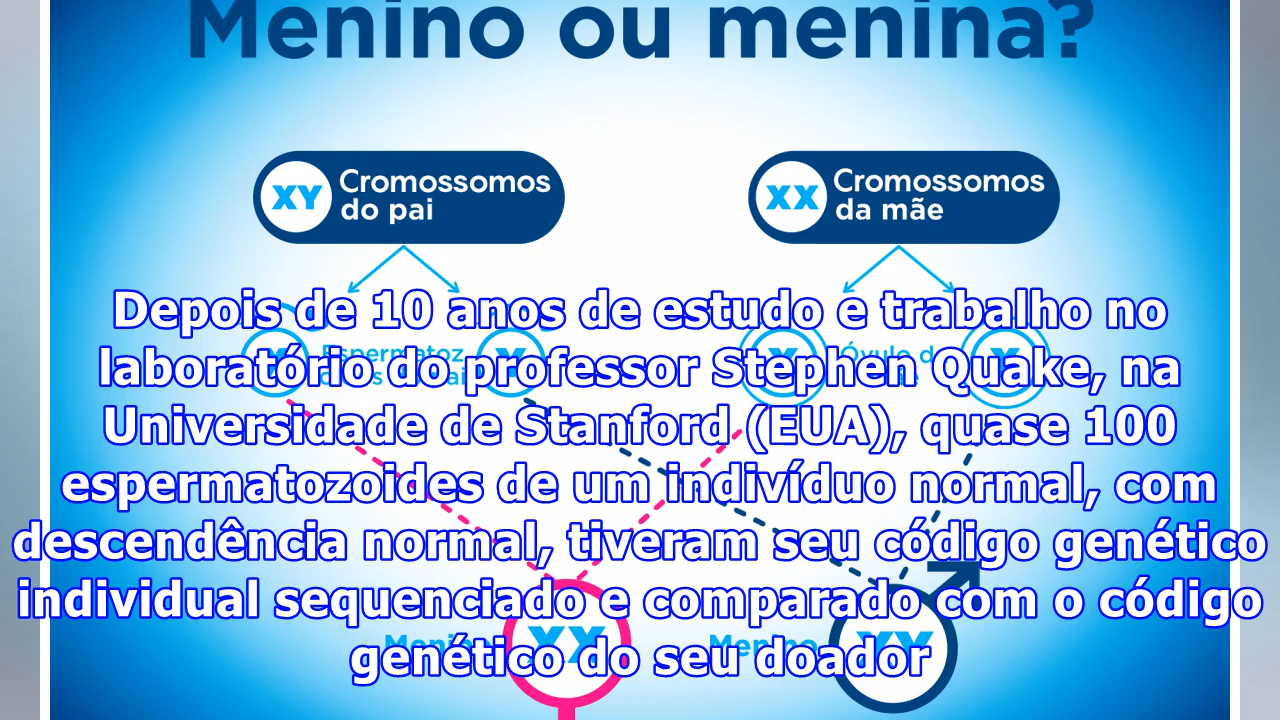 Menino ou menina?
XY Cromossomos do pai
XX Cromossomos da mãe
Depois de 10 anos de estudo e trabalho no
laboratório do professor Stephen Quake, na
Universidade de Stanford (EUA), quase 100
espermatozoides de um indivíduo normal, com
descendência normal, tiveram seu código genético
individual sequenciado e comparado com o código
genético do seu doador
XX
XY